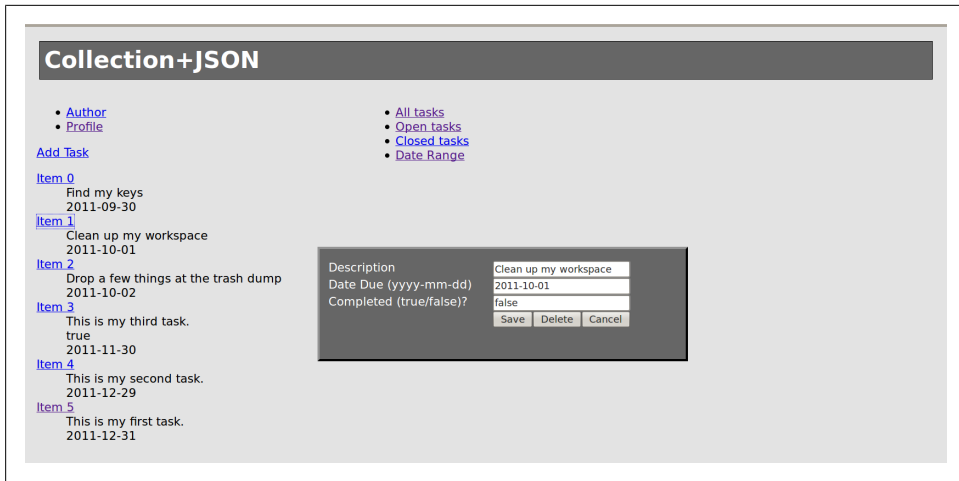 Collection+JSON
Author
Profile
All tasks
Open tasks
Closed tasks
Date Range
Add Task
Item 0
Find my keys
2011-09-30
Item 1
Clean up my workspace
2011-10-01
Item 2
Drop a few things at the trash dump
2011-10-02
Item 3
This is my third task.
true
2011-11-30
Item 4
This is my second task.
2011-12-29
Item 5
This is my first task.
2011-12-31
Description Clean up my workspace
Date Due (yyyy-mm-dd) 2011-10-01
Completed (true/false)? false
Save Delete Cancel